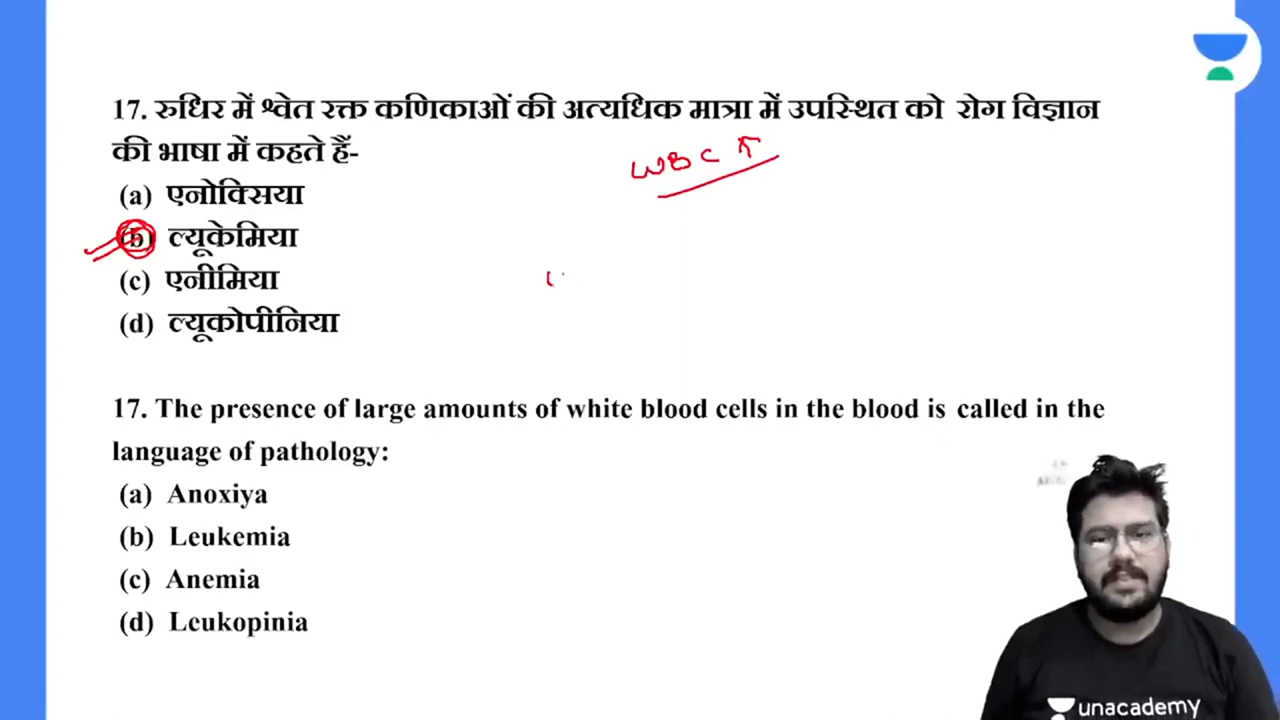 17. रुधिर में श्वेत रक्त कणिकाओं की अत्यधिक मात्रा में उपस्थित को रोग विज्ञान
की भाषा में कहते हैं-
WBC ↑
(a) एनोक्सिया
(b) ल्यूकेमिया
(c) एनीमिया
(d) ल्यूकोपीनिया
17. The presence of large amounts of white blood cells in the blood is called in the
language of pathology:
(a) Anoxiya
(b) Leukemia
(c) Anemia
(d) Leukopinia
unacademy